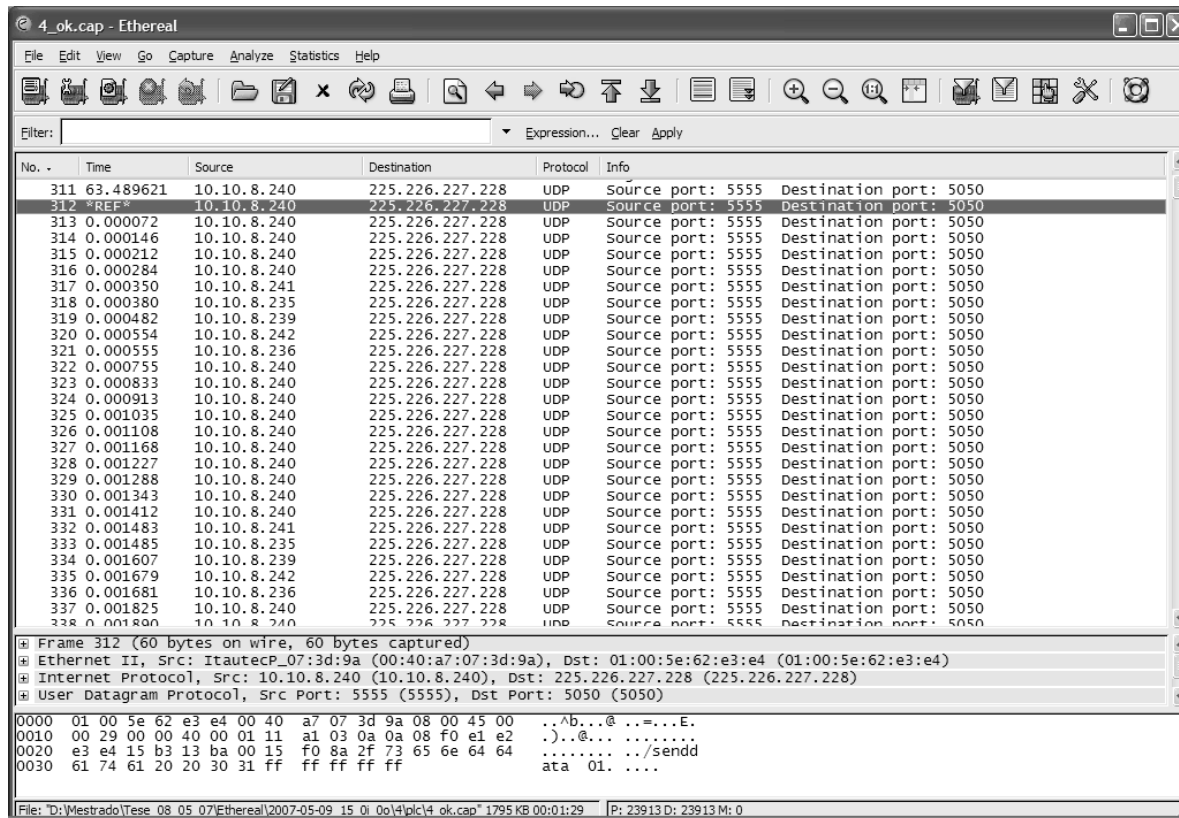 4_ok.cap - Ethereal
File Edit View Go Capture Analyze Statistics Help
Filter: Expression... Clear Apply
No. - Time Source Destination Protocol Info
311 63.489621 10.10.8.240 225.226.227.228 UDP Source port: 5555 Destination port: 5050
312 *REF* 10.10.8.240 225.226.227.228 UDP Source port: 5555 Destination port: 5050
313 0.000072 10.10.8.240 225.226.227.228 UDP Source port: 5555 Destination port: 5050
314 0.000146 10.10.8.240 225.226.227.228 UDP Source port: 5555 Destination port: 5050
315 0.000212 10.10.8.240 225.226.227.228 UDP Source port: 5555 Destination port: 5050
316 0.000284 10.10.8.240 225.226.227.228 UDP Source port: 5555 Destination port: 5050
317 0.000350 10.10.8.241 225.226.227.228 UDP Source port: 5555 Destination port: 5050
318 0.000380 10.10.8.235 225.226.227.228 UDP Source port: 5555 Destination port: 5050
319 0.000482 10.10.8.239 225.226.227.228 UDP Source port: 5555 Destination port: 5050
320 0.000554 10.10.8.242 225.226.227.228 UDP Source port: 5555 Destination port: 5050
321 0.000555 10.10.8.236 225.226.227.228 UDP Source port: 5555 Destination port: 5050
322 0.000755 10.10.8.240 225.226.227.228 UDP Source port: 5555 Destination port: 5050
323 0.000833 10.10.8.240 225.226.227.228 UDP Source port: 5555 Destination port: 5050
324 0.000913 10.10.8.240 225.226.227.228 UDP Source port: 5555 Destination port: 5050
325 0.001035 10.10.8.240 225.226.227.228 UDP Source port: 5555 Destination port: 5050
326 0.001108 10.10.8.240 225.226.227.228 UDP Source port: 5555 Destination port: 5050
327 0.001168 10.10.8.240 225.226.227.228 UDP Source port: 5555 Destination port: 5050
328 0.001227 10.10.8.240 225.226.227.228 UDP Source port: 5555 Destination port: 5050
329 0.001288 10.10.8.240 225.226.227.228 UDP Source port: 5555 Destination port: 5050
330 0.001343 10.10.8.240 225.226.227.228 UDP Source port: 5555 Destination port: 5050
331 0.001412 10.10.8.240 225.226.227.228 UDP Source port: 5555 Destination port: 5050
332 0.001483 10.10.8.241 225.226.227.228 UDP Source port: 5555 Destination port: 5050
333 0.001485 10.10.8.235 225.226.227.228 UDP Source port: 5555 Destination port: 5050
334 0.001607 10.10.8.239 225.226.227.228 UDP Source port: 5555 Destination port: 5050
335 0.001679 10.10.8.242 225.226.227.228 UDP Source port: 5555 Destination port: 5050
336 0.001681 10.10.8.236 225.226.227.228 UDP Source port: 5555 Destination port: 5050
337 0.001825 10.10.8.240 225.226.227.228 UDP Source port: 5555 Destination port: 5050
338 0.001890 10.10.8.240 225.226.227.228 UDP Source port: 5555 Destination port: 5050
Frame 312 (60 bytes on wire, 60 bytes captured)
Ethernet II, Src: ItautecP_07:3d:9a (00:40:a7:07:3d:9a), Dst: 01:00:5e:62:e3:e4 (01:00:5e:62:e3:e4)
Internet Protocol, Src: 10.10.8.240 (10.10.8.240), Dst: 225.226.227.228 (225.226.227.228)
User Datagram Protocol, Src Port: 5555 (5555), Dst Port: 5050 (5050)
0000 01 00 5e 62 e3 e4 00 40 a7 07 3d 9a 08 00 45 00 ..^b...@ ..=...E.
0010 00 29 00 00 40 00 01 11 a1 03 0a 0a 08 f0 e1 e2 .)..@... ........
0020 e3 e4 15 b3 13 ba 00 15 f0 8a 2f 73 65 6e 64 64 ........ ../sendd
0030 61 74 61 20 20 30 31 ff ff ff ff ff ata 01. ....
File: "D:\Mestrado\Tese_08_05_07\Ethereal\2007-05-09_15_0i_0o\4\plc\4_ok.cap" 1795 KB 00:01:29 P: 23913 D: 23913 M: 0